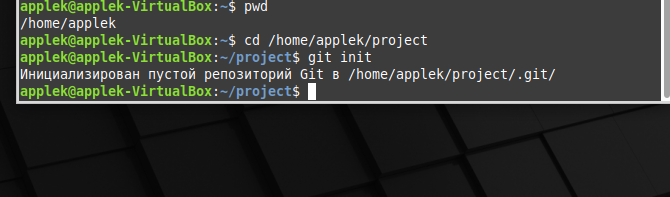 applek@applek-VirtualBox:~$ pwd
/home/applek
applek@applek-VirtualBox:~$ cd /home/applek/project
applek@applek-VirtualBox:~/project$ git init
Инициализирован пустой репозиторий Git в /home/applek/project/.git/
applek@applek-VirtualBox:~/project$